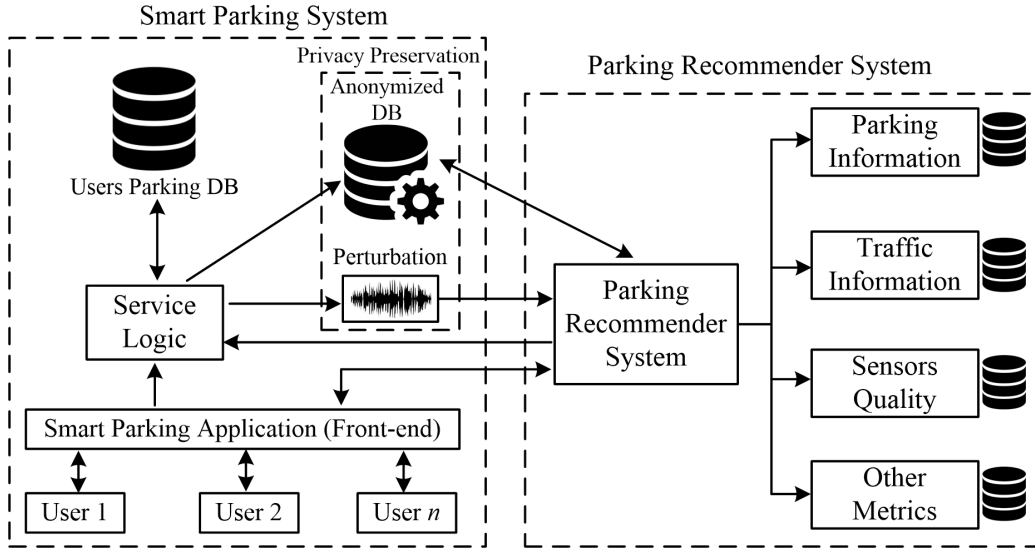 Smart Parking System
Privacy Preservation
Anonymized
DB
Users Parking DB
Perturbation
Service
Logic
Smart Parking Application (Front-end)
User 1
User 2
User n
Parking Recommender System
Parking
Recommender
System
Parking
Information
Traffic
Information
Sensors
Quality
Other
Metrics